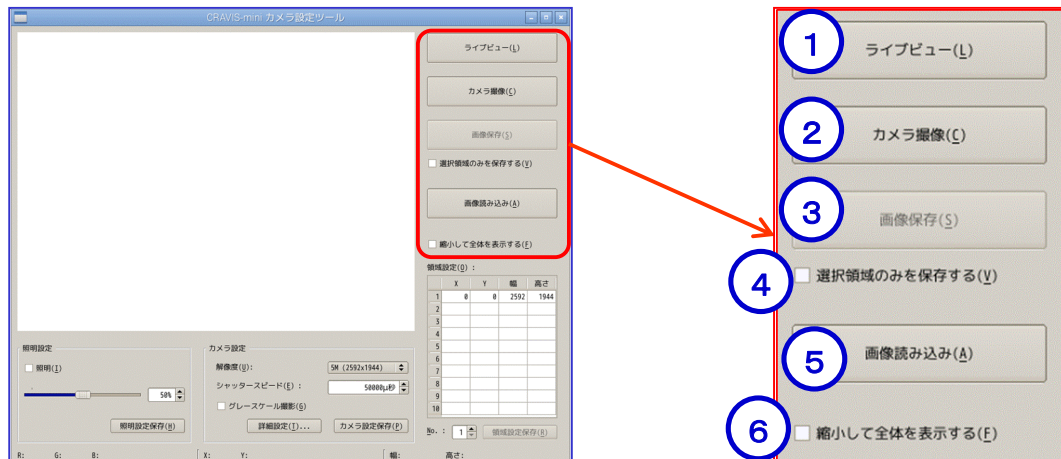 CRAVIS-mini カメラ設定ツール
ライブビュー(L)
カメラ撮像(C)
画像保存(S)
選択領域のみを保存する(V)
画像読み込み(A)
縮小して全体を表示する(F)
領域設定(O) :
X Y 幅 高さ
1 0 0 2592 1944
2
3
4
5
6
7
8
9
10
No. : 1 領域設定保存(R)
照明設定
照明(I)
50%
照明設定保存(H)
カメラ設定
解像度(U): 5M (2592x1944)
シャッタースピード(E) : 50000μ秒
グレースケール撮影(G)
詳細設定(T)... カメラ設定保存(P)
R: G: B: X: Y: 幅: 高さ:
1 ライブビュー(L)
2 カメラ撮像(C)
3 画像保存(S)
4 選択領域のみを保存する(V)
5 画像読み込み(A)
6 縮小して全体を表示する(F)